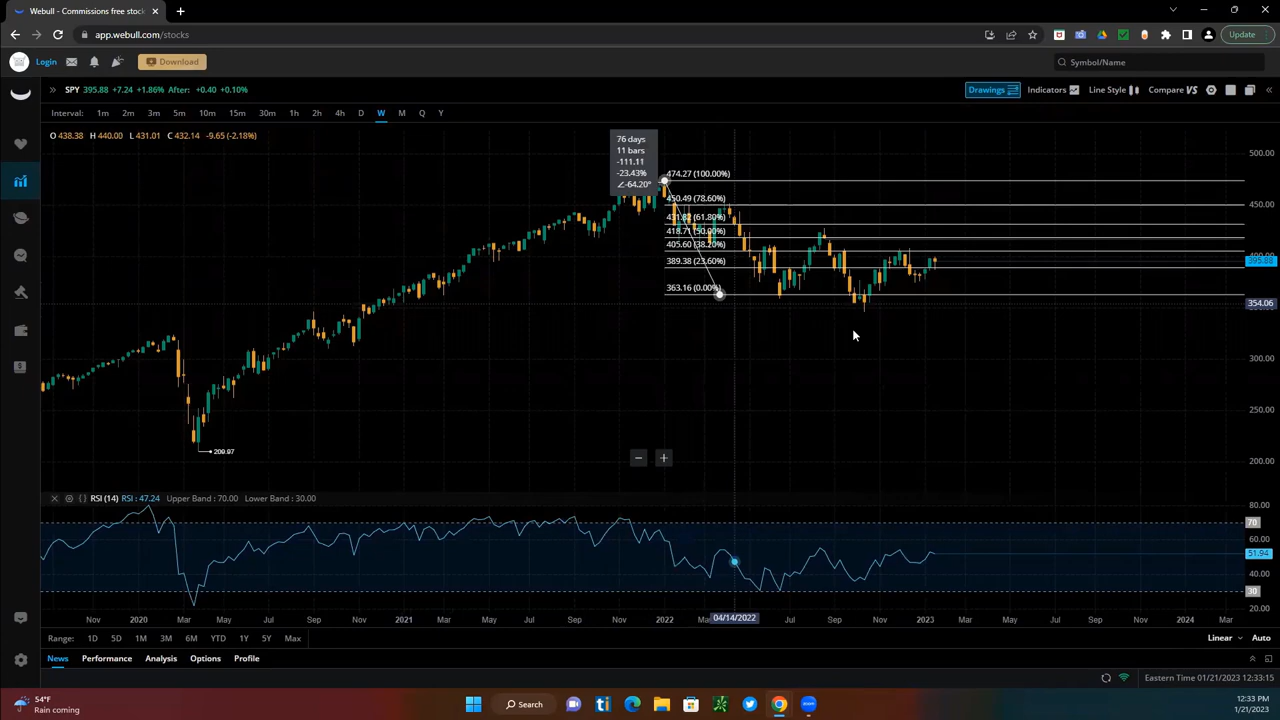 Webull - Commissions free stock
app.webull.com/stocks
Update
Login
Download
Symbol/Name
SPY 395.88 +7.24 +1.86% After: +0.40 +0.10%
Drawings
Indicators
Line Style
Compare VS
Interval: 1m 2m 3m 5m 10m 15m 30m 1h 2h 4h D W M Q Y
O 438.38 H 440.00 L 431.01 C 432.14 -9.65 (-2.18%)
76 days
11 bars
-111.11
-23.43%
∠-64.20°
474.27 (100.00%)
450.49 (78.60%)
431.82 (61.80%)
418.71 (50.00%)
405.60 (38.20%)
389.38 (23.60%)
363.16 (0.00%)
209.97
500.00
450.00
395.88
354.06
300.00
250.00
200.00
RSI (14) RSI : 47.24 Upper Band : 70.00 Lower Band : 30.00
80.00
70
60.00
51.94
40.00
30
20.00
Nov 2020 Mar May Jul Sep Nov 2021 Mar May Jul Sep Nov 2022 04/14/2022 Jul Sep Nov 2023 Mar May Jul Sep Nov 2024 Mar
Range: 1D 5D 1M 3M 6M YTD 1Y 5Y Max
Linear
Auto
News Performance Analysis Options Profile
Eastern Time 01/21/2023 12:33:15
54°F
Rain coming
Search
ti
zoom
12:33 PM
1/21/2023